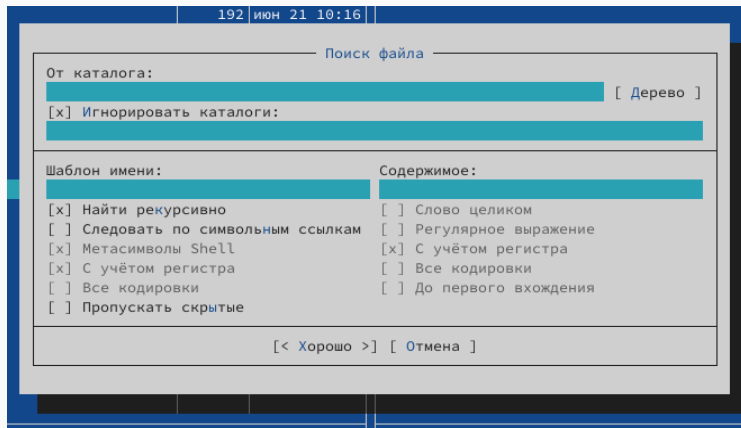 192 июн 21 10:16
Поиск файла
От каталога:
[ Дерево ]
[x] Игнорировать каталоги:
Шаблон имени:
[x] Найти рекурсивно
[ ] Следовать по символьным ссылкам
[x] Метасимволы Shell
[x] С учётом регистра
[ ] Все кодировки
[ ] Пропускать скрытые
Содержимое:
[ ] Слово целиком
[ ] Регулярное выражение
[x] С учётом регистра
[ ] Все кодировки
[ ] До первого вхождения
[< Хорошо >] [ Отмена ]